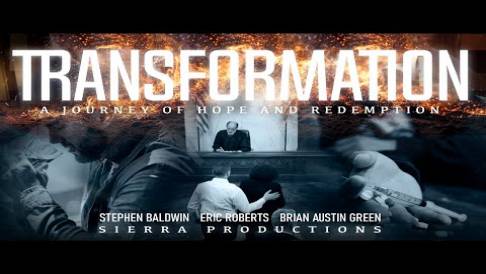 TRANSFORMATION
A JOURNEY OF HOPE AND REDEMPTION
STEPHEN BALDWIN ERIC ROBERTS BRIAN AUSTIN GREEN
SIERRA PRODUCTIONS